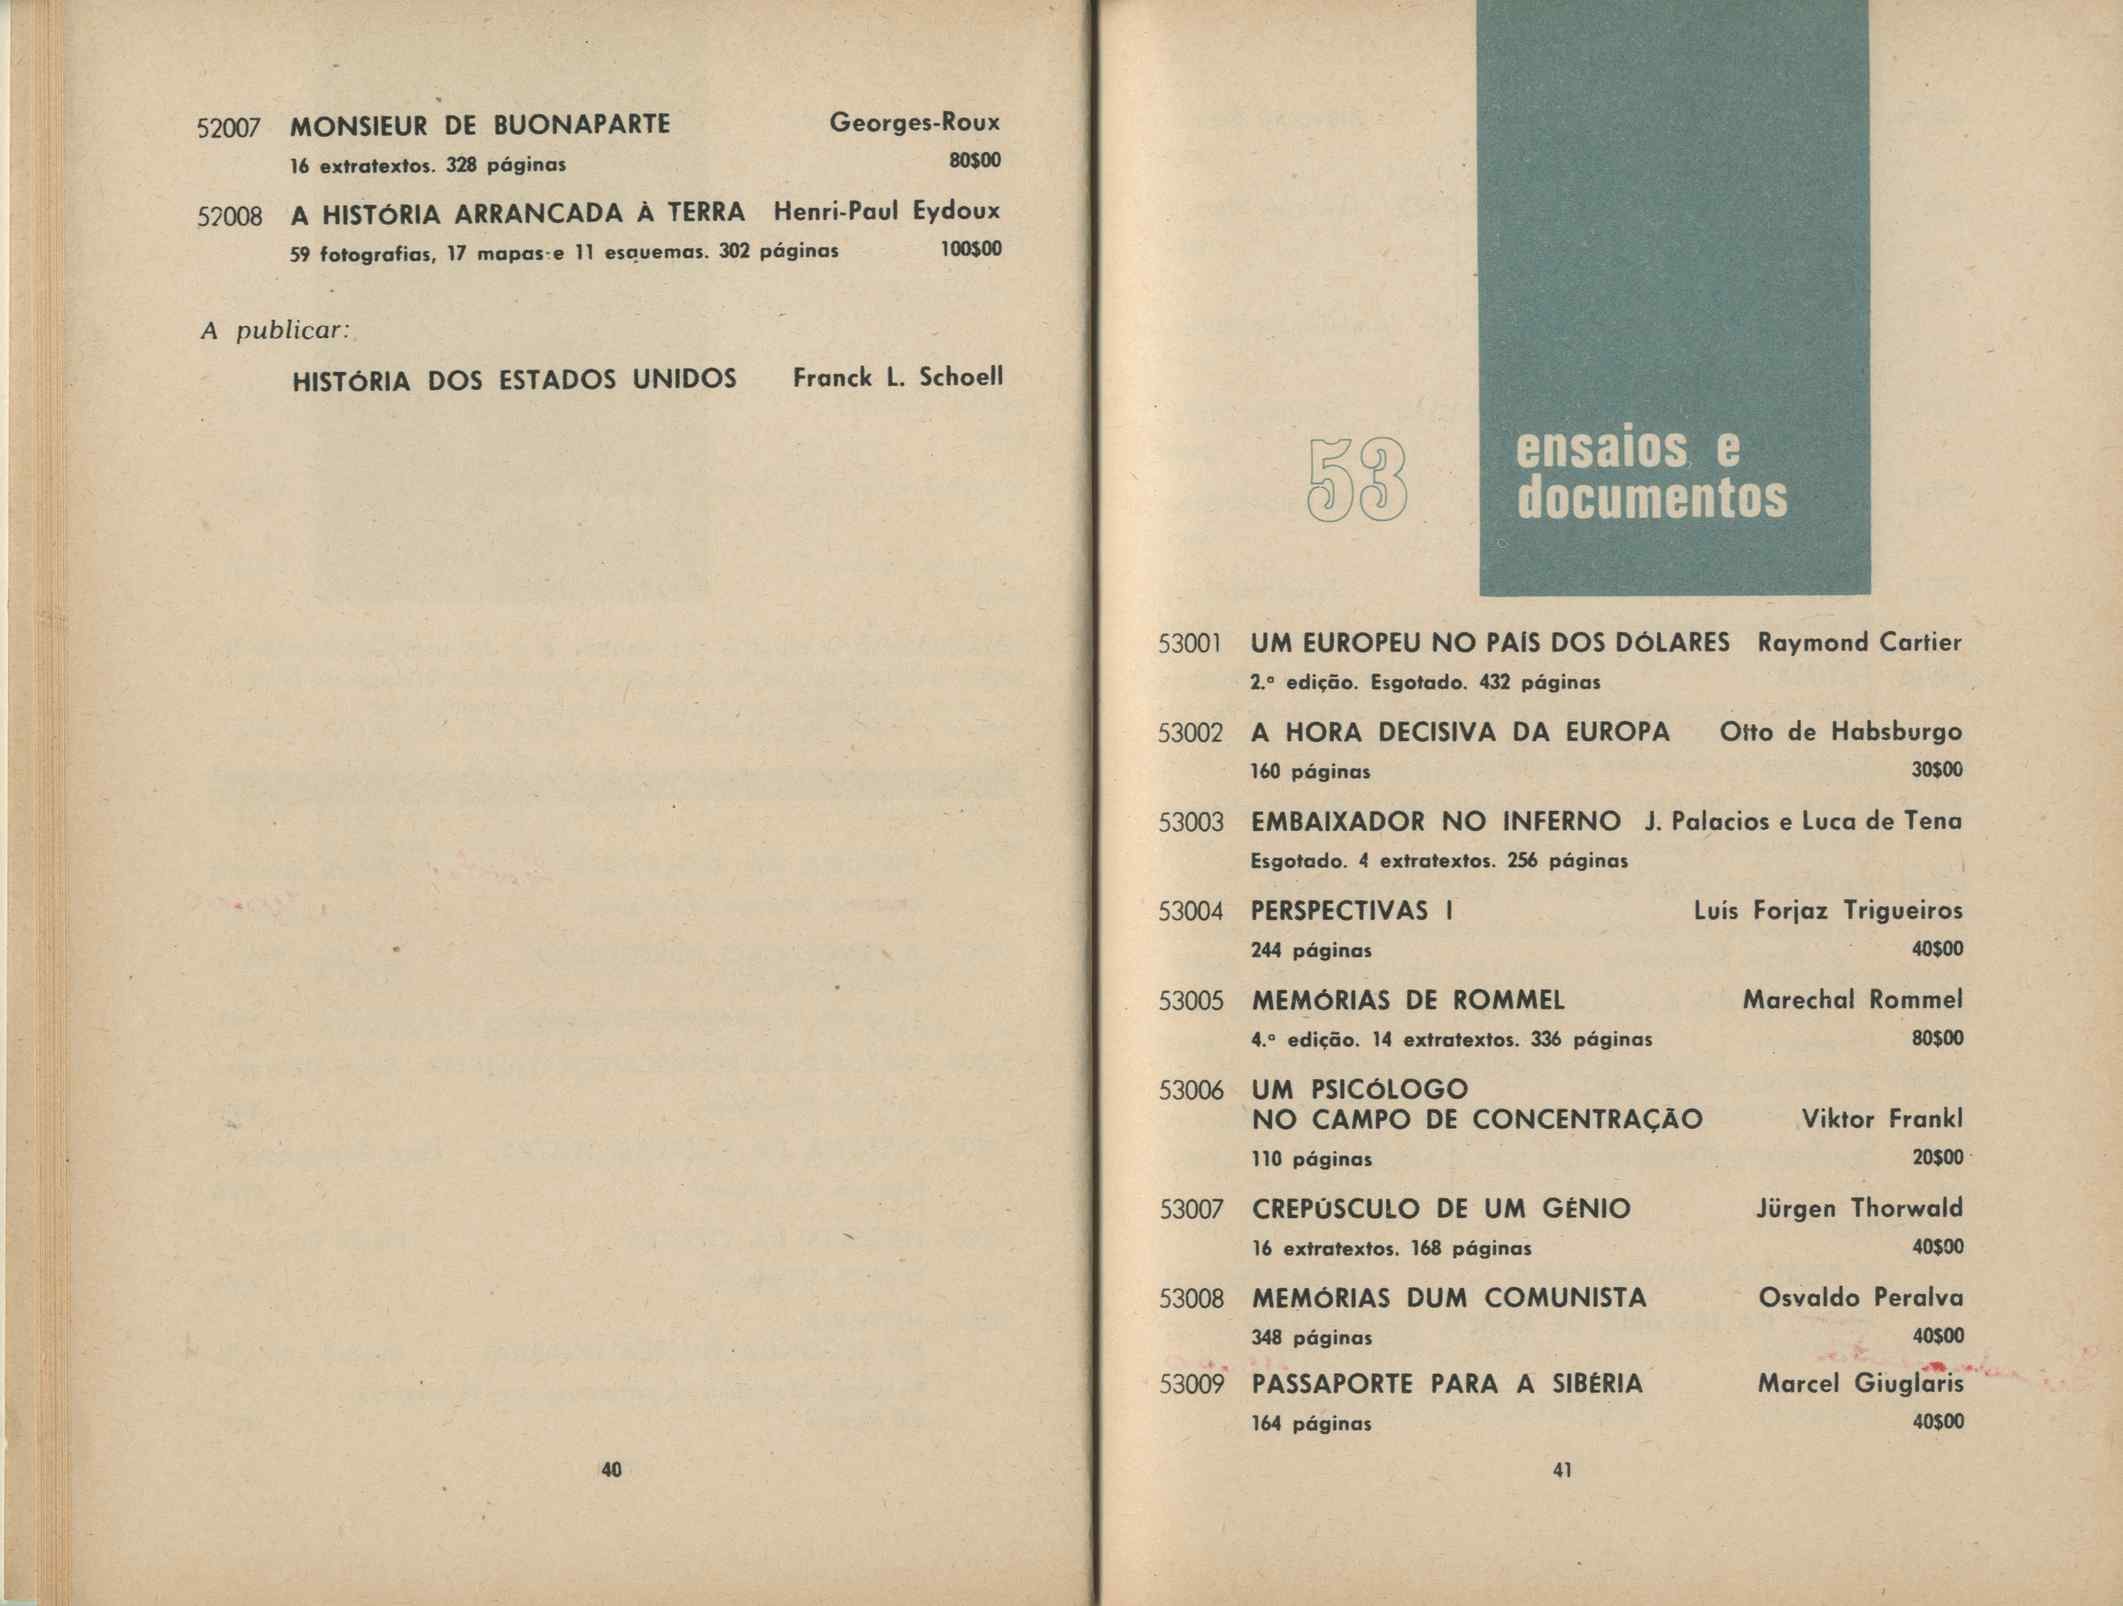 52007 MONSIEUR DE BUONAPARTE Georges-Roux
16 extratextos. 328 páginas 80$00
52008 A HISTÓRIA ARRANCADA À TERRA Henri-Paul Eydoux
59 fotografias, 17 mapas e 11 esquemas. 302 páginas 100$00
A publicar:
HISTÓRIA DOS ESTADOS UNIDOS Franck L. Schoell
40
53 ensaios e
documentos
53001 UM EUROPEU NO PAÍS DOS DÓLARES Raymond Cartier
2.ª edição. Esgotado. 432 páginas
53002 A HORA DECISIVA DA EUROPA Otto de Habsburgo
160 páginas 30$00
53003 EMBAIXADOR NO INFERNO J. Palacios e Luca de Tena
Esgotado. 4 extratextos. 256 páginas
53004 PERSPECTIVAS I Luís Forjaz Trigueiros
244 páginas 40$00
53005 MEMÓRIAS DE ROMMEL Marechal Rommel
4.ª edição. 14 extratextos. 336 páginas 80$00
53006 UM PSICÓLOGO
NO CAMPO DE CONCENTRAÇÃO Viktor Frankl
110 páginas 20$00
53007 CREPÚSCULO DE UM GÉNIO Jürgen Thorwald
16 extratextos. 168 páginas 40$00
53008 MEMÓRIAS DUM COMUNISTA Osvaldo Peralva
348 páginas 40$00
53009 PASSAPORTE PARA A SIBÉRIA Marcel Giuglaris
164 páginas 40$00
41